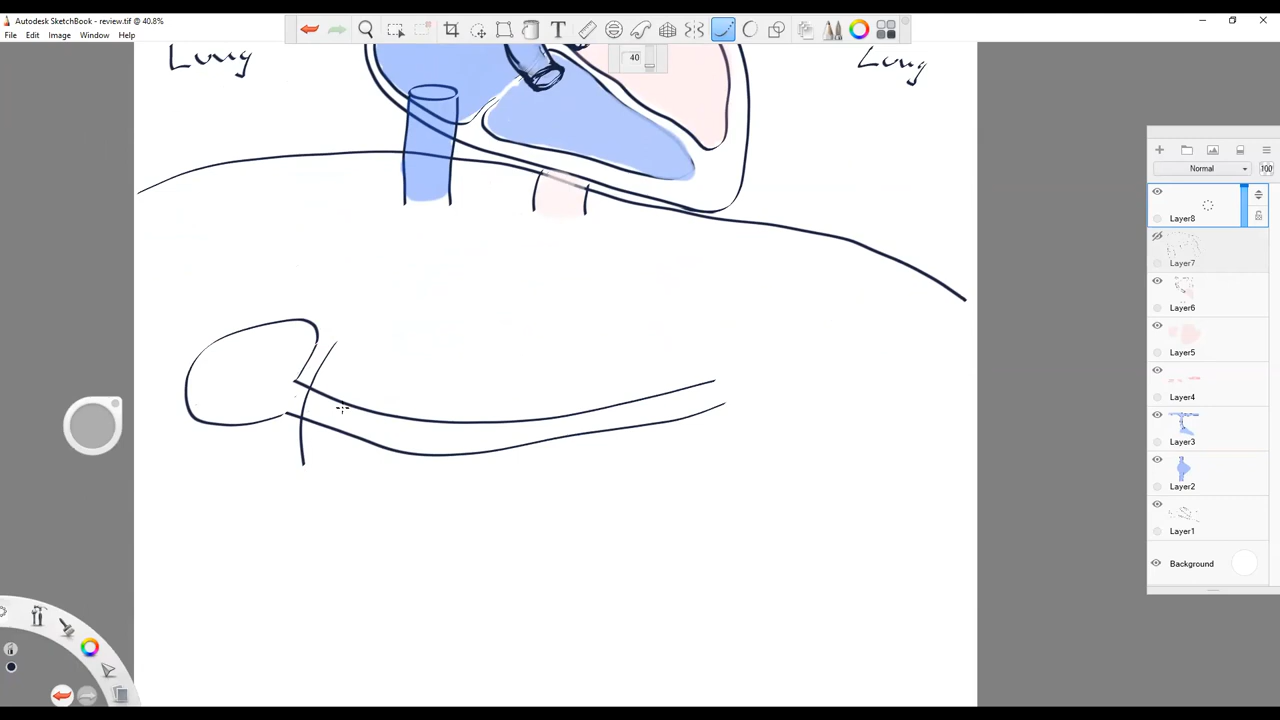 Autodesk SketchBook - review.tif @ 40.8%
File Edit Image Window Help
T
40
Lung
Lung
Normal 100
Layer8
Layer7
Layer6
Layer5
Layer4
Layer3
Layer2
Layer1
Background